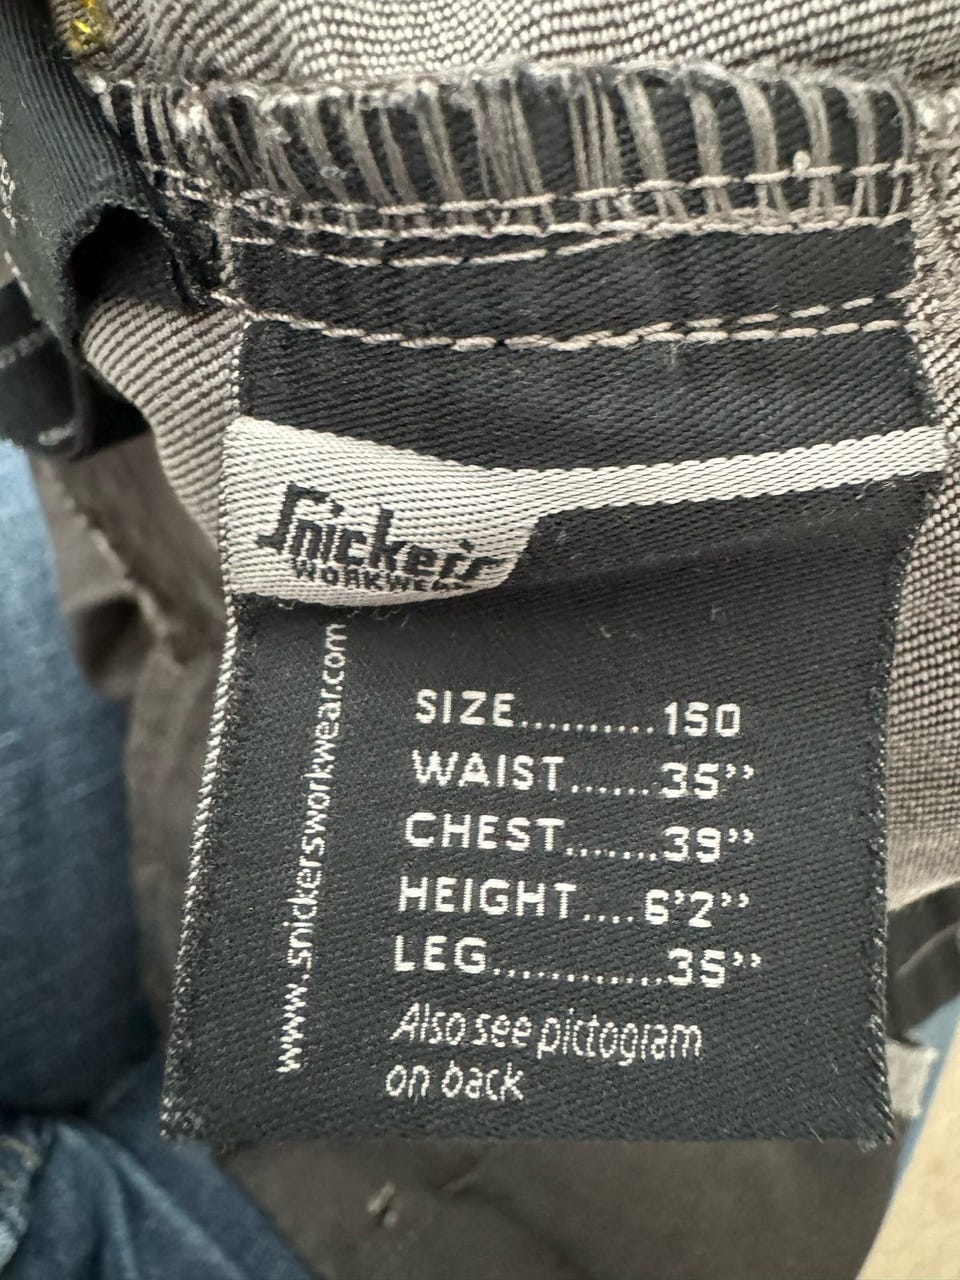 Snickers
WORKWEAR
www.snickersworkwear.com
SIZE...........150
WAIST.......35”
CHEST........39”
HEIGHT....6’2”
LEG...............35”
Also see pictogram
on back